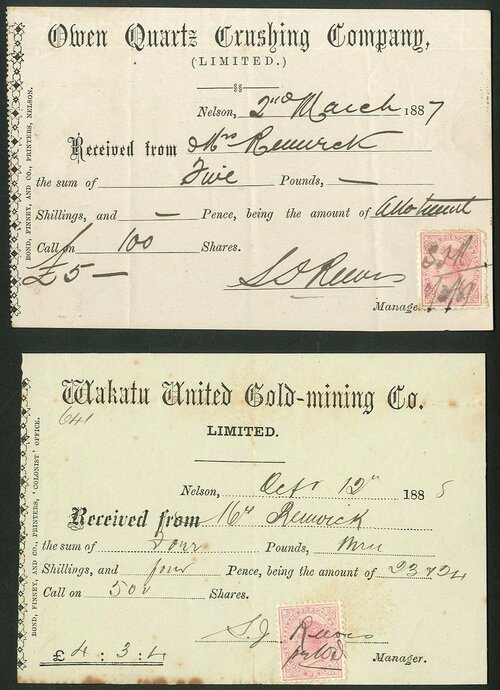 Owen Quartz Crushing Company,
(LIMITED.)
Nelson, 2nd March 1887
Received from Mrs Renwick
the sum of Five Pounds, —
Shillings, and — Pence, being the amount of Allotment
Call on 100 Shares.
£5 —
S J Reeves
Manager
BOND, FINNEY, AND CO., PRINTERS, NELSON.
Wakatu United Gold-mining Co.
641
LIMITED.
Nelson, Octr 12th 1885
Received from Mr Renwick
the sum of Four Pounds,
Shillings, and four Pence, being the amount of
Call on 500 Shares.
S. J. Reeves
£ 4 : 3 : 4
Manager.
BOND, FINNEY, AND CO., PRINTERS, 'COLONIST' OFFICE.